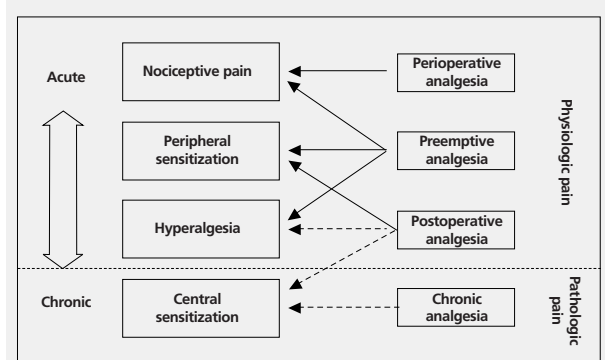 Acute
Nociceptive pain
Perioperative
analgesia
Peripheral
sensitization
Preemptive
analgesia
Hyperalgesia
Postoperative
analgesia
Physiologic pain
Chronic
Central
sensitization
Chronic
analgesia
Pathologic
pain